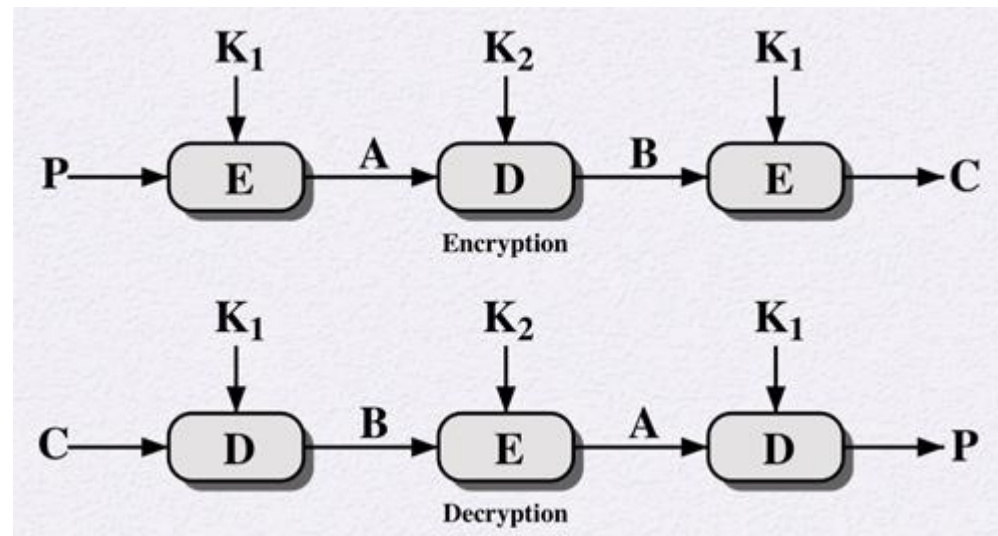 K₁ K₂ K₁
P E A D B E C
Encryption
K₁ K₂ K₁
C D B E A D P
Decryption